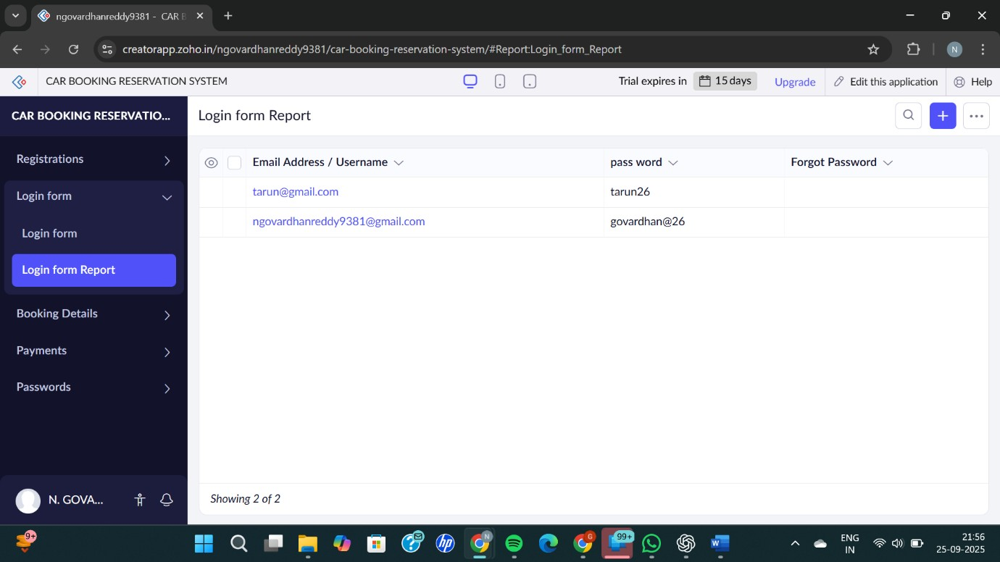 ngovardhanreddy9381 - CAR B
creatorapp.zoho.in/ngovardhanreddy9381/car-booking-reservation-system/#Report:Login_form_Report
N
CAR BOOKING RESERVATION SYSTEM
Trial expires in
15 days
Upgrade
Edit this application
Help
CAR BOOKING RESERVATIO...
Login form Report
Registrations
Login form
Login form
Login form Report
Booking Details
Payments
Passwords
Email Address / Username
pass word
Forgot Password
tarun@gmail.com
tarun26
ngovardhanreddy9381@gmail.com
govardhan@26
Showing 2 of 2
N. GOVA...
9+
hp
N
G
99+
W
ENG
IN
21:56
25-09-2025